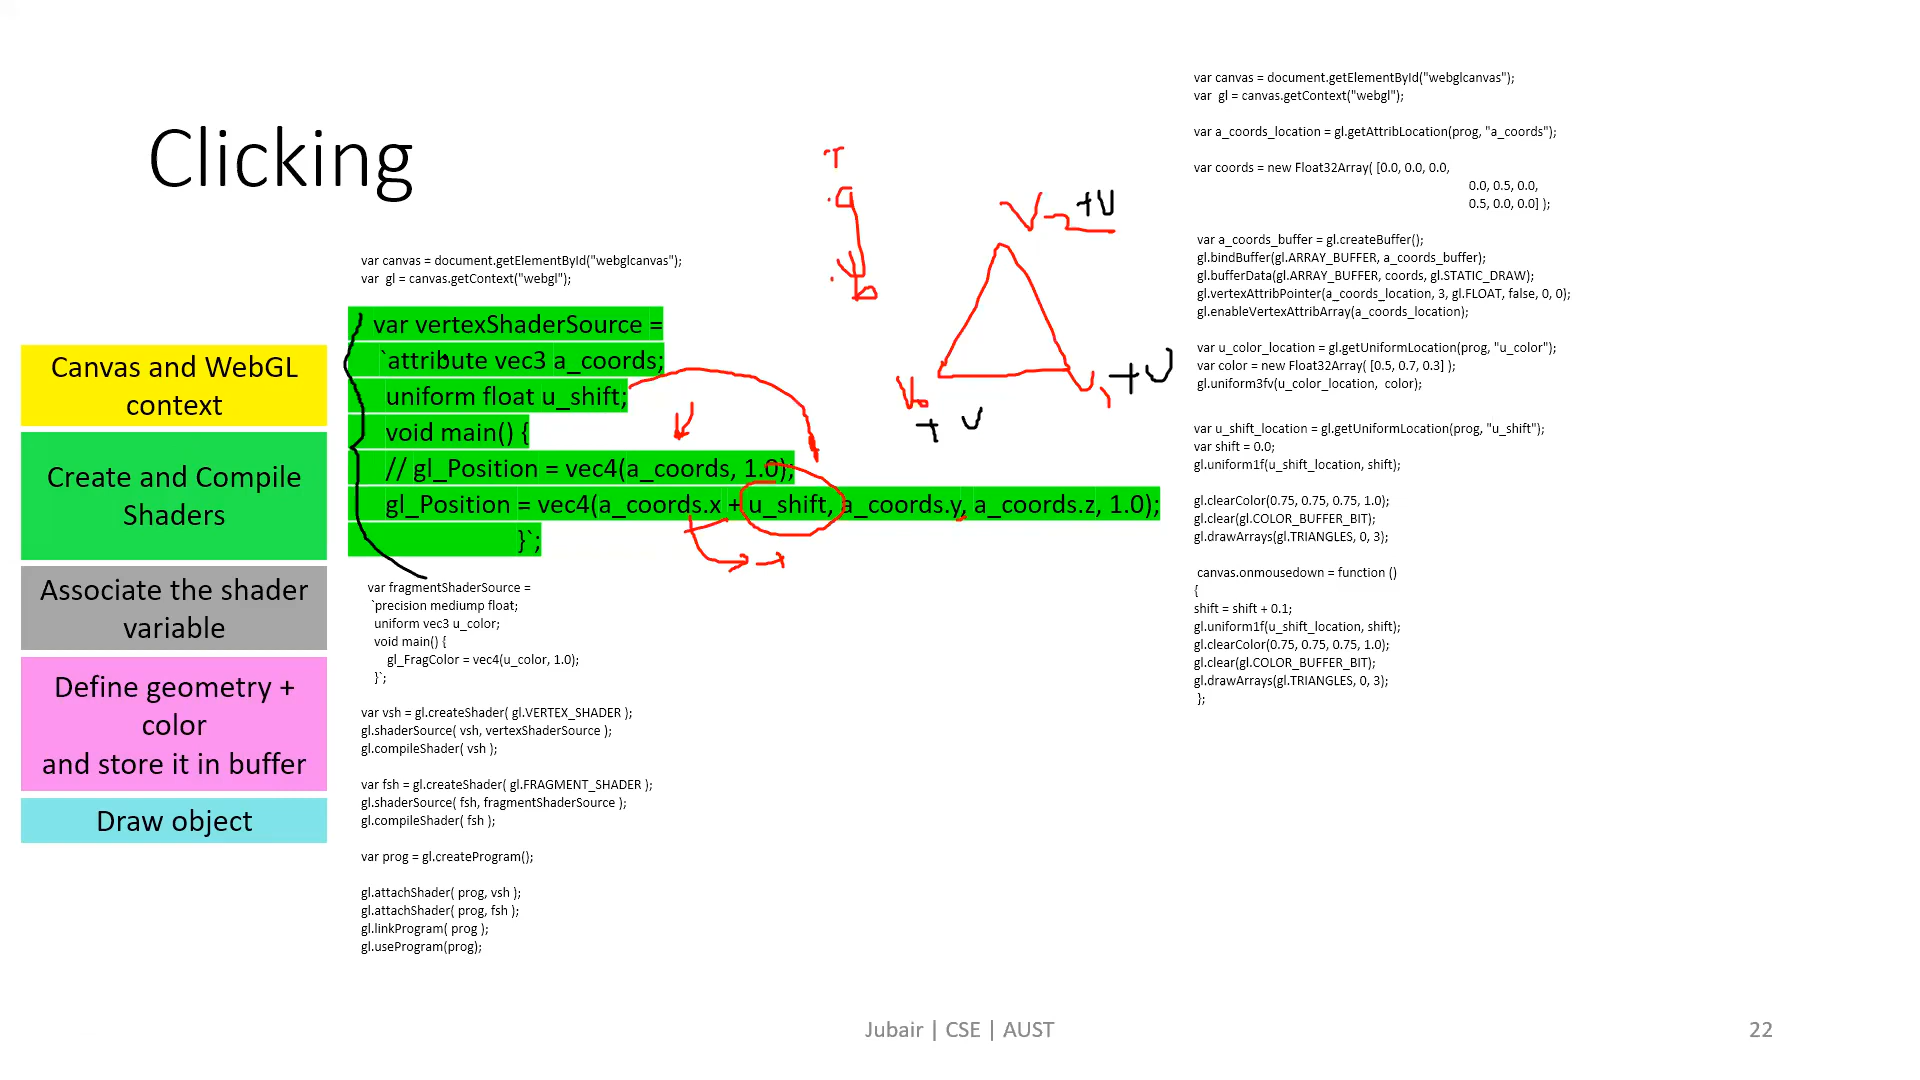 Clicking
Canvas and WebGL
context
Create and Compile
Shaders
Associate the shader
variable
Define geometry +
color
and store it in buffer
Draw object
var canvas = document.getElementById("webglcanvas");
var  gl = canvas.getContext("webgl");
var vertexShaderSource =
`attribute vec3 a_coords;
uniform float u_shift;
void main() {
// gl_Position = vec4(a_coords, 1.0);
gl_Position = vec4(a_coords.x + u_shift, a_coords.y, a_coords.z, 1.0);
}`;
var fragmentShaderSource =
`precision mediump float;
uniform vec3 u_color;
void main() {
gl_FragColor = vec4(u_color, 1.0);
}`;
var vsh = gl.createShader( gl.VERTEX_SHADER );
gl.shaderSource( vsh, vertexShaderSource );
gl.compileShader( vsh );
var fsh = gl.createShader( gl.FRAGMENT_SHADER );
gl.shaderSource( fsh, fragmentShaderSource );
gl.compileShader( fsh );
var prog = gl.createProgram();
gl.attachShader( prog, vsh );
gl.attachShader( prog, fsh );
gl.linkProgram( prog );
gl.useProgram(prog);
V2 +U
V0
+ U
V1 + U
var canvas = document.getElementById("webglcanvas");
var  gl = canvas.getContext("webgl");
var a_coords_location = gl.getAttribLocation(prog, "a_coords");
var coords = new Float32Array( [0.0, 0.0, 0.0,
0.0, 0.5, 0.0,
0.5, 0.0, 0.0] );
var a_coords_buffer = gl.createBuffer();
gl.bindBuffer(gl.ARRAY_BUFFER, a_coords_buffer);
gl.bufferData(gl.ARRAY_BUFFER, coords, gl.STATIC_DRAW);
gl.vertexAttribPointer(a_coords_location, 3, gl.FLOAT, false, 0, 0);
gl.enableVertexAttribArray(a_coords_location);
var u_color_location = gl.getUniformLocation(prog, "u_color");
var color = new Float32Array( [0.5, 0.7, 0.3] );
gl.uniform3fv(u_color_location,  color);
var u_shift_location = gl.getUniformLocation(prog, "u_shift");
var shift = 0.0;
gl.uniform1f(u_shift_location, shift);
gl.clearColor(0.75, 0.75, 0.75, 1.0);
gl.clear(gl.COLOR_BUFFER_BIT);
gl.drawArrays(gl.TRIANGLES, 0, 3);
canvas.onmousedown = function ()
{
shift = shift + 0.1;
gl.uniform1f(u_shift_location, shift);
gl.clearColor(0.75, 0.75, 0.75, 1.0);
gl.clear(gl.COLOR_BUFFER_BIT);
gl.drawArrays(gl.TRIANGLES, 0, 3);
};
Jubair | CSE | AUST
22